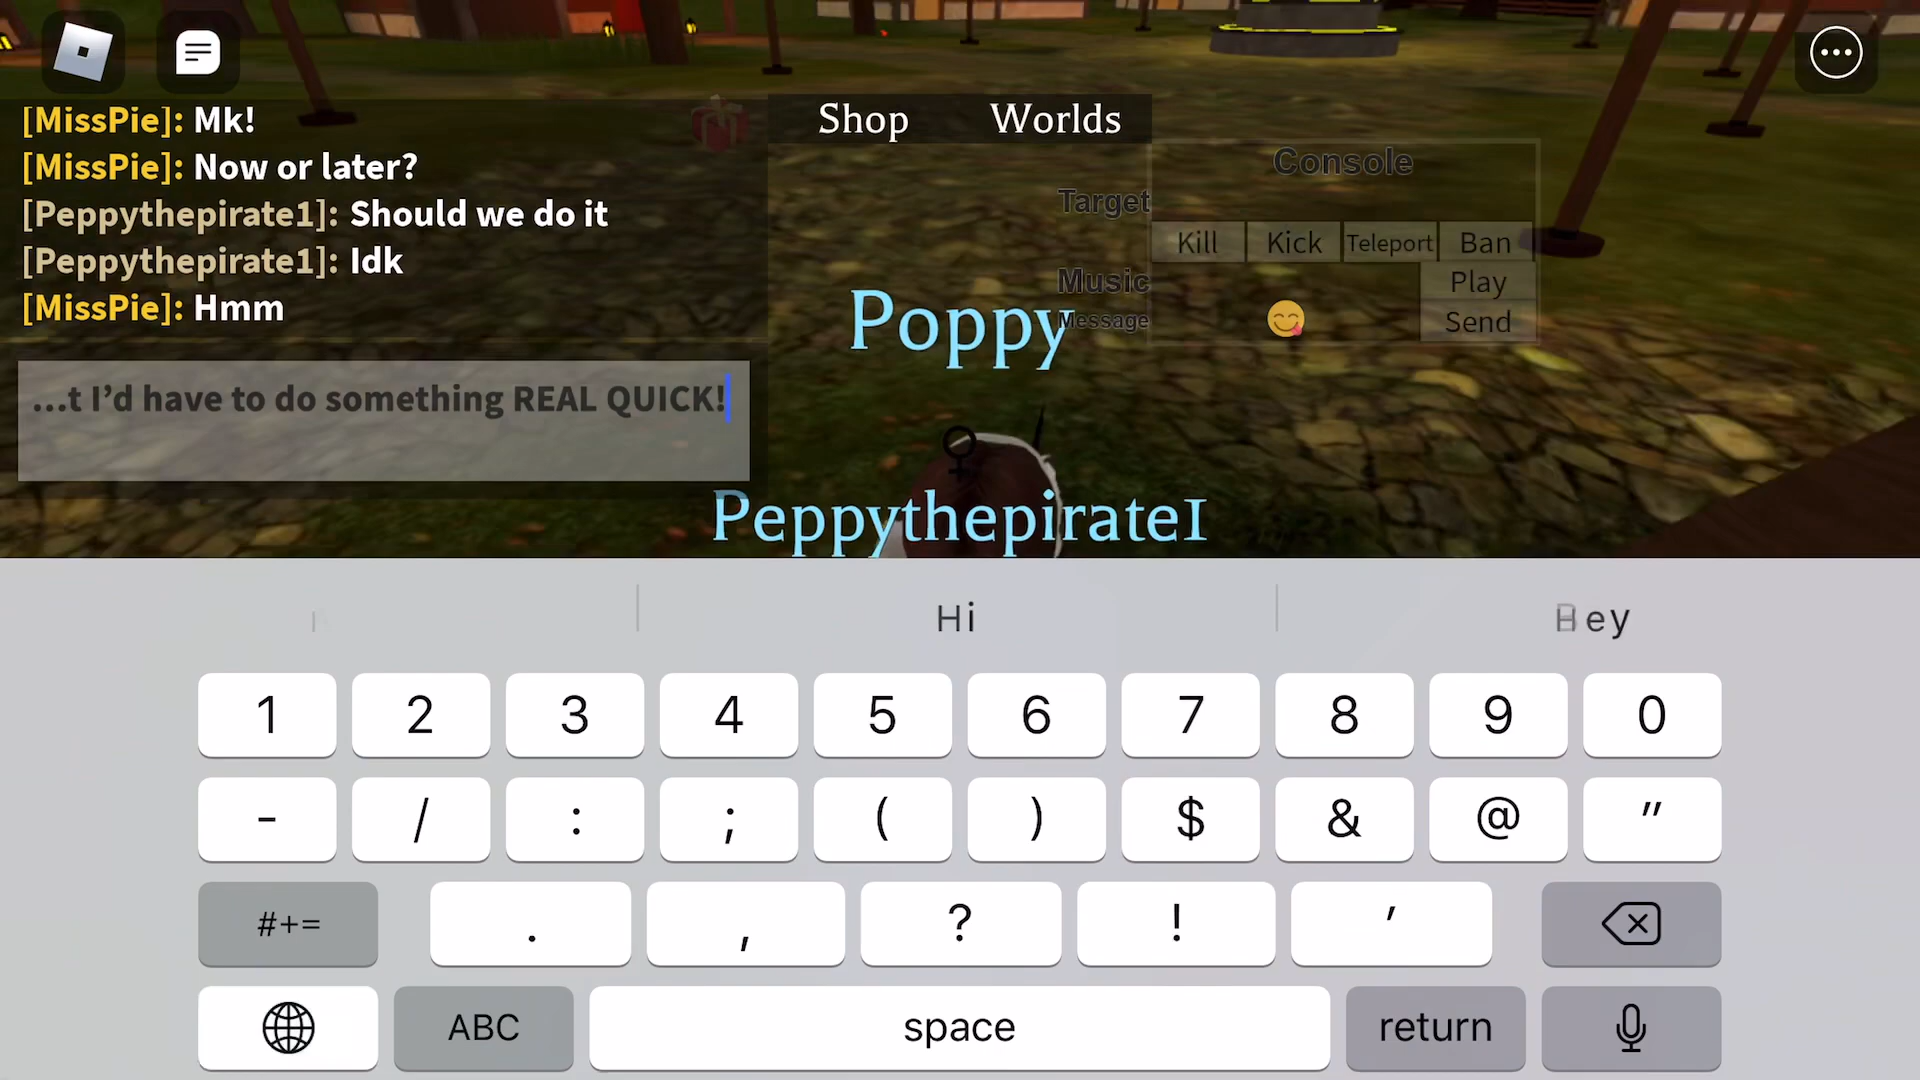 [MissPie]: Mk!
[MissPie]: Now or later?
[Peppythepirate1]: Should we do it
[Peppythepirate1]: Idk
[MissPie]: Hmm
...t I’d have to do something REAL QUICK!
Shop Worlds
Console
Target
Kill Kick Teleport Ban
Music
Play
Message
Send
Poppy
Peppythepirate1
Hi
1 2 3 4 5 6 7 8 9 0
- / : ; ( ) $ & @ "
#+= . , ? ! '
ABC space return